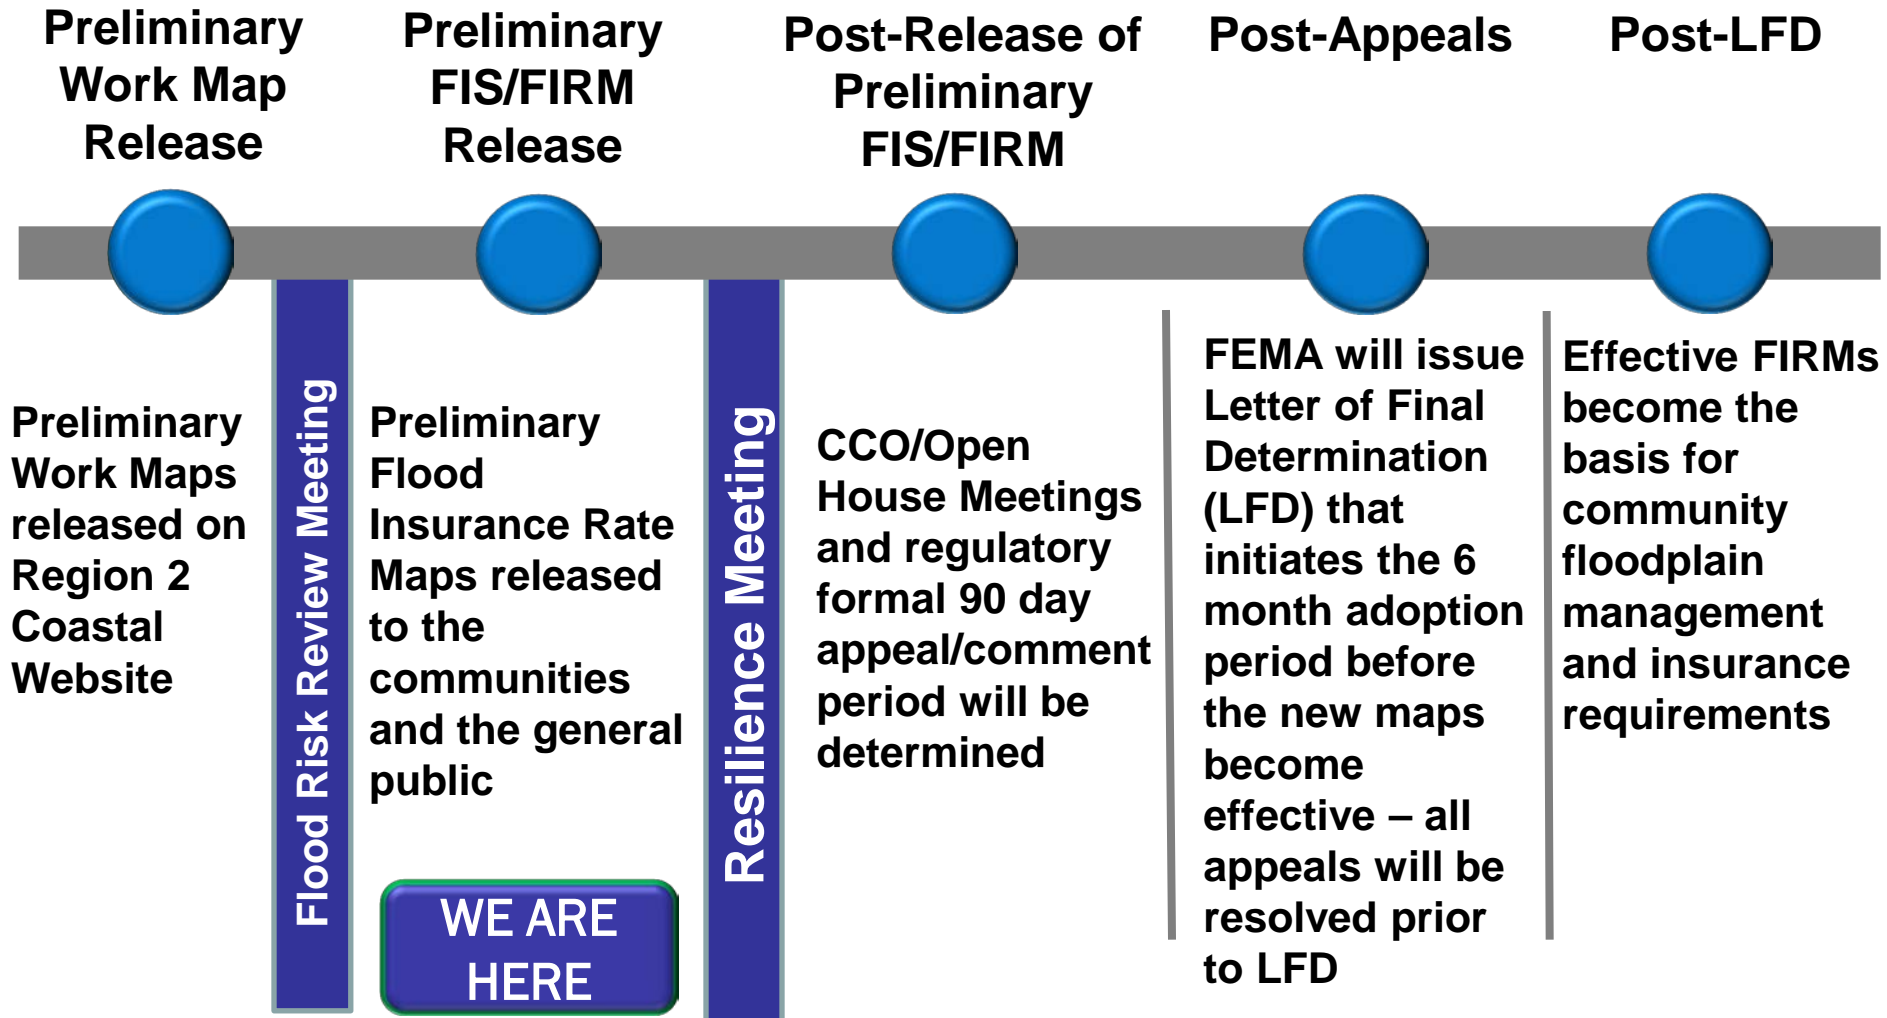 Preliminary
Work Map
Release
Preliminary
FIS/FIRM
Release
Post-Release of
Preliminary
FIS/FIRM
Post-Appeals
Post-LFD
Preliminary
Work Maps
released on
Region 2
Coastal
Website
Flood Risk Review Meeting
Preliminary
Flood
Insurance Rate
Maps released
to the
communities
and the general
public
WE ARE
HERE
Resilience Meeting
CCO/Open
House Meetings
and regulatory
formal 90 day
appeal/comment
period will be
determined
FEMA will issue
Letter of Final
Determination
(LFD) that
initiates the 6
month adoption
period before
the new maps
become
effective – all
appeals will be
resolved prior
to LFD
Effective FIRMs
become the
basis for
community
floodplain
management
and insurance
requirements